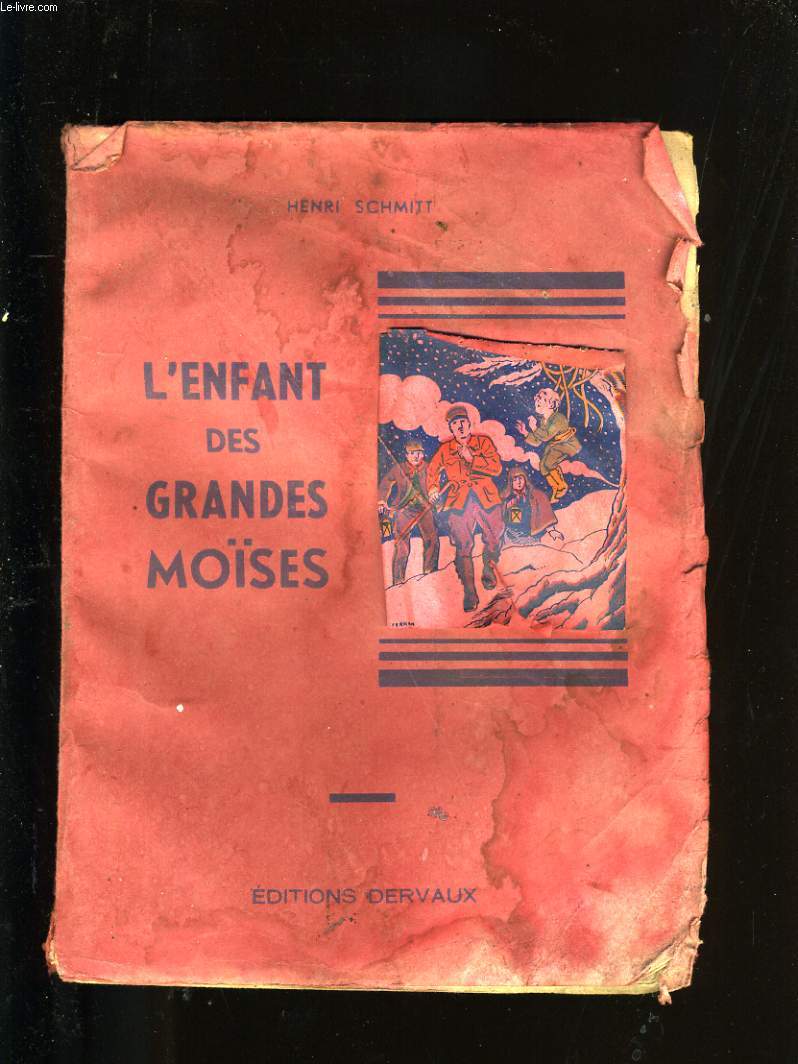 Le-livre.com
HENRI SCHMITT
L'ENFANT
DES
GRANDES
MOÏSES
ÉDITIONS DERVAUX